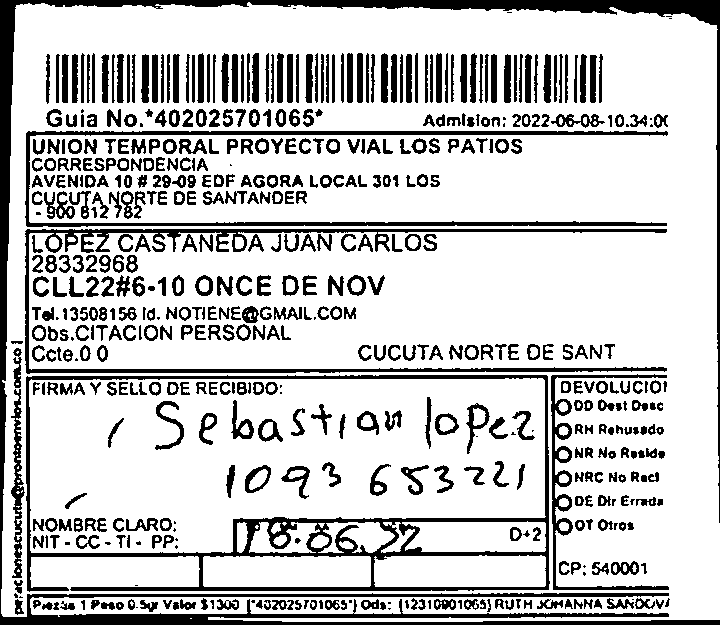 Guia No.*402025701065*
Admision: 2022-06-08-10.34:00
UNION TEMPORAL PROYECTO VIAL LOS PATIOS
CORRESPONDENCIA
AVENIDA 10 # 29-09 EDF AGORA LOCAL 301 LOS
CUCUTA NORTE DE SANTANDER
- 900 812 782
LOPEZ CASTANEDA JUAN CARLOS
28332968
CLL22#6-10 ONCE DE NOV
Tel.13508156 Id. NOTIENE@GMAIL.COM
Obs.CITACION PERSONAL
Ccte.0 0
CUCUTA NORTE DE SANT
FIRMA Y SELLO DE RECIBIDO:
Sebastian lopez
1093 653221
NOMBRE CLARO:
NIT - CC - TI - PP:
18.06.22
D+2
DEVOLUCIO
DD Dest Desc
RH Rehusado
NR No Reside
NRC No Recl
DE Dir Errada
OT Otros
CP: 540001
peracionescucuta@prontoenvios.com.co
Piezas 1 Peso 0.5gr Valor $1300 (*402025701065*) Ods: (12310901065) RUTH JOHANNA SANDOVA